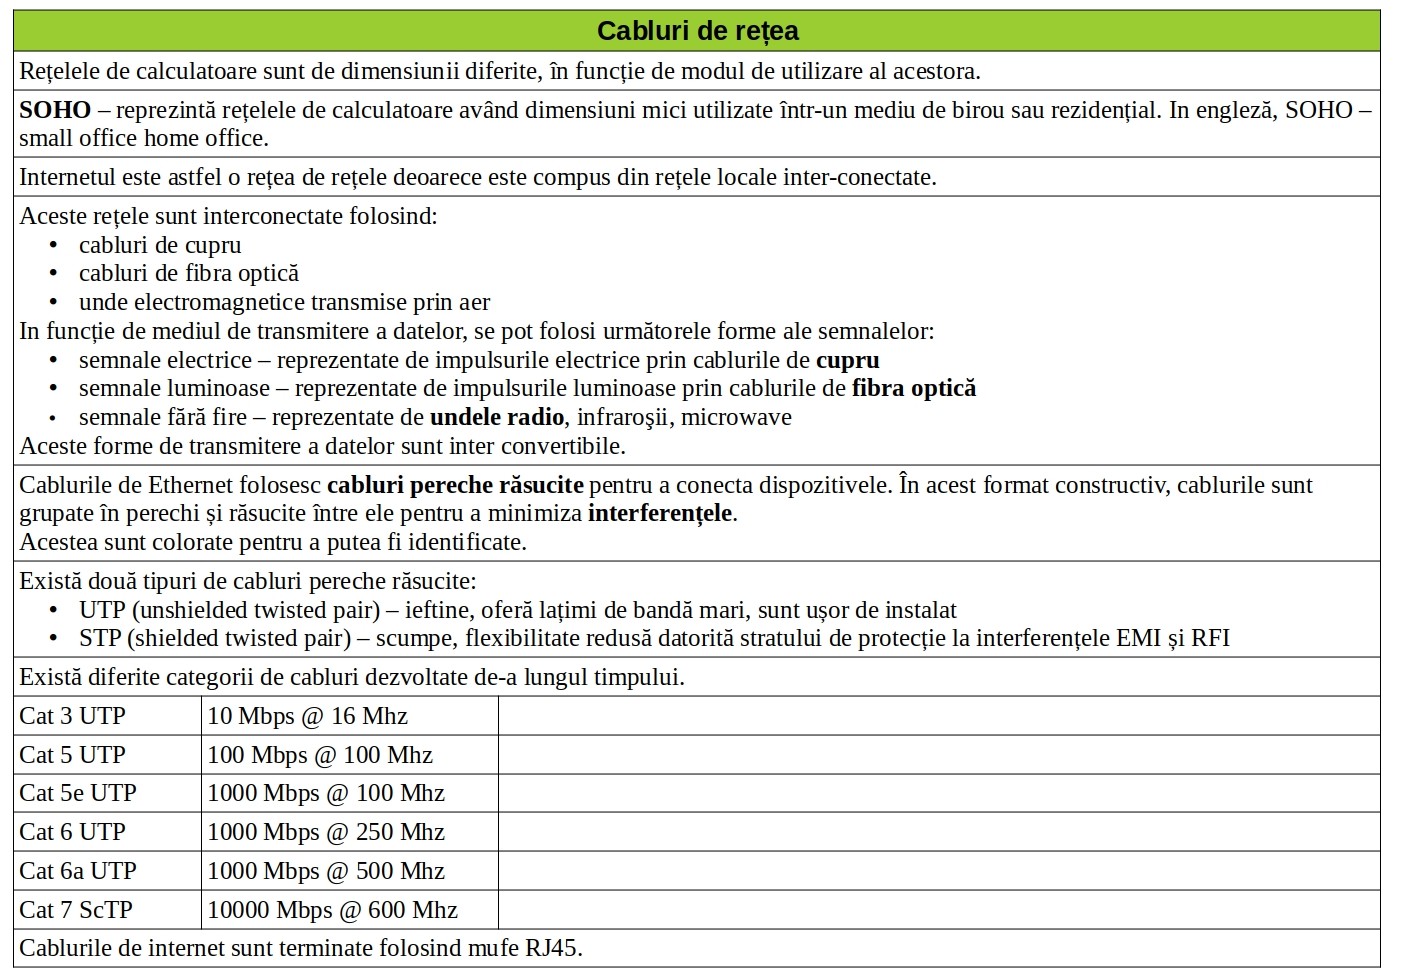 Cabluri de rețea
Rețelele de calculatoare sunt de dimensiunii diferite, în funcție de modul de utilizare al acestora.
SOHO – reprezintă rețelele de calculatoare având dimensiuni mici utilizate într-un mediu de birou sau rezidențial. In engleză, SOHO –
small office home office.
Internetul este astfel o rețea de rețele deoarece este compus din rețele locale inter-conectate.
Aceste rețele sunt interconectate folosind:
• cabluri de cupru
• cabluri de fibra optică
• unde electromagnetice transmise prin aer
In funcție de mediul de transmitere a datelor, se pot folosi următorele forme ale semnalelor:
• semnale electrice – reprezentate de impulsurile electrice prin cablurile de cupru
• semnale luminoase – reprezentate de impulsurile luminoase prin cablurile de fibra optică
• semnale fără fire – reprezentate de undele radio, infraroşii, microwave
Aceste forme de transmitere a datelor sunt inter convertibile.
Cablurile de Ethernet folosesc cabluri pereche răsucite pentru a conecta dispozitivele. În acest format constructiv, cablurile sunt
grupate în perechi și răsucite între ele pentru a minimiza interferențele.
Acestea sunt colorate pentru a putea fi identificate.
Există două tipuri de cabluri pereche răsucite:
• UTP (unshielded twisted pair) – ieftine, oferă lațimi de bandă mari, sunt ușor de instalat
• STP (shielded twisted pair) – scumpe, flexibilitate redusă datorită stratului de protecție la interferențele EMI și RFI
Există diferite categorii de cabluri dezvoltate de-a lungul timpului.
Cat 3 UTP 10 Mbps @ 16 Mhz
Cat 5 UTP 100 Mbps @ 100 Mhz
Cat 5e UTP 1000 Mbps @ 100 Mhz
Cat 6 UTP 1000 Mbps @ 250 Mhz
Cat 6a UTP 1000 Mbps @ 500 Mhz
Cat 7 ScTP 10000 Mbps @ 600 Mhz
Cablurile de internet sunt terminate folosind mufe RJ45.